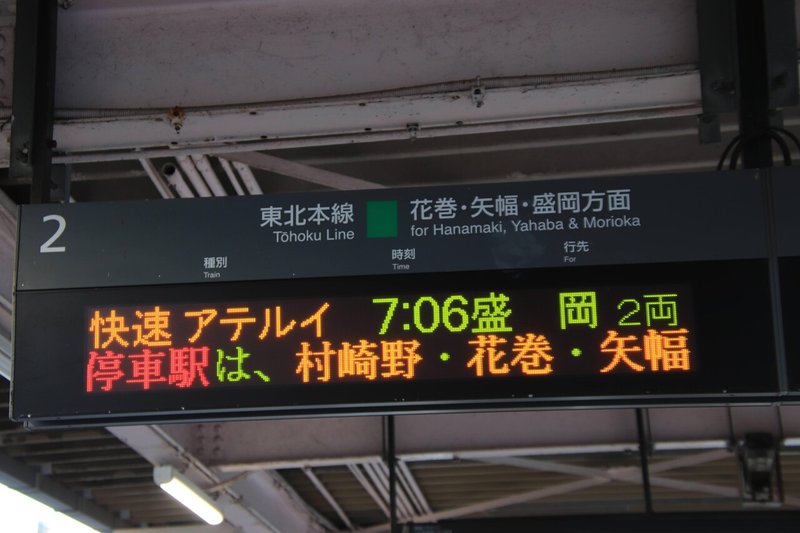 2
東北本線 花巻・矢幅・盛岡方面
Tōhoku Line for Hanamaki, Yahaba & Morioka
種別 時刻 行先
Train Time For
快速 アテルイ 7:06 盛岡 2両
停車駅は、村崎野・花巻・矢幅
2